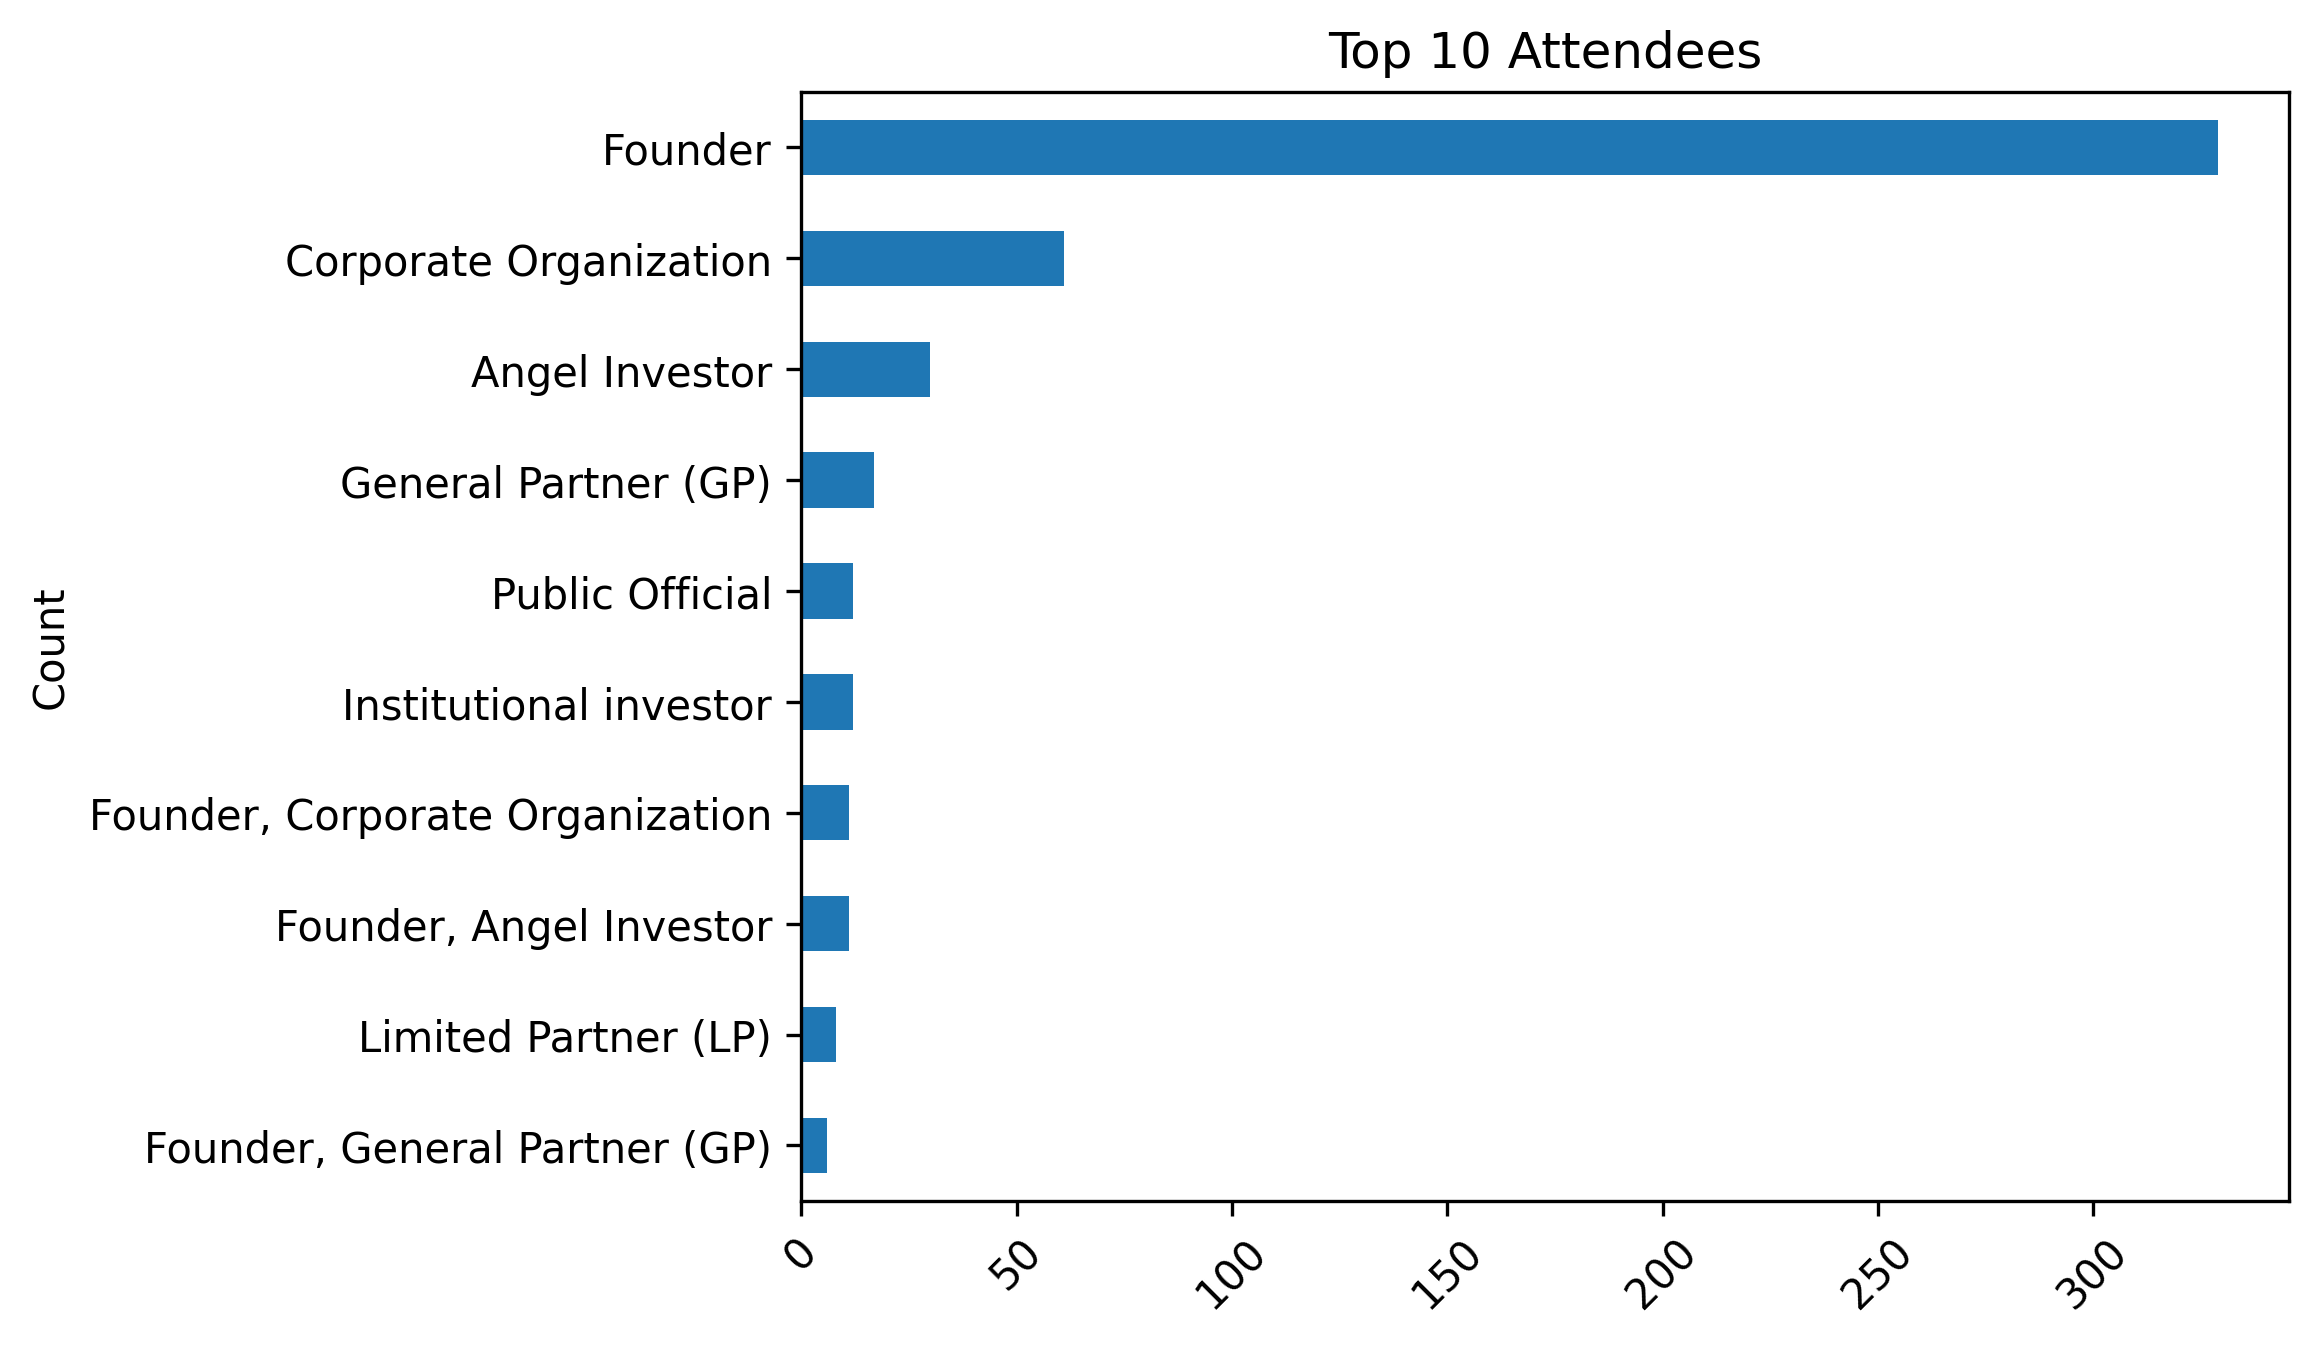 Top 10 Attendees
Founder
Corporate Organization
Angel Investor
General Partner (GP)
Public Official
Institutional investor
Founder, Corporate Organization
Founder, Angel Investor
Limited Partner (LP)
Founder, General Partner (GP)
Count
0 50 100 150 200 250 300